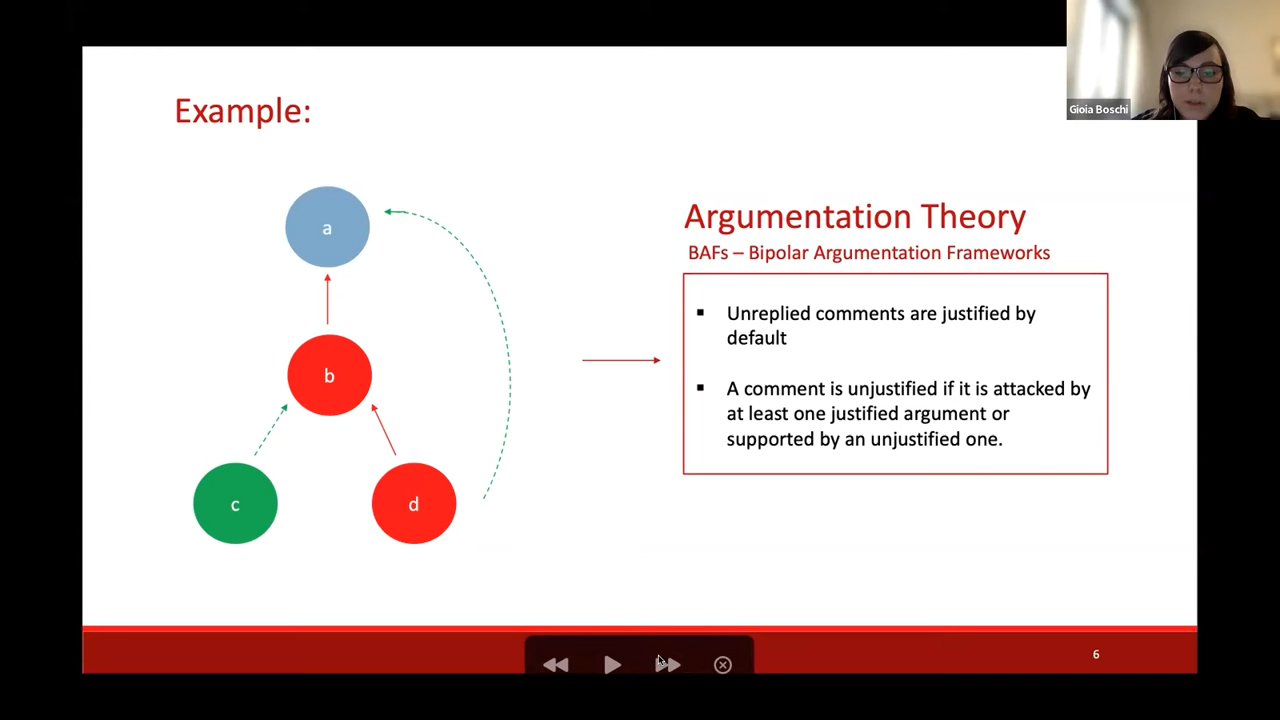 Gioia Boschi
Example:
a
b
c
d
Argumentation Theory
BAFs – Bipolar Argumentation Frameworks
▪ Unreplied comments are justified by
default
▪ A comment is unjustified if it is attacked by
at least one justified argument or
supported by an unjustified one.
6